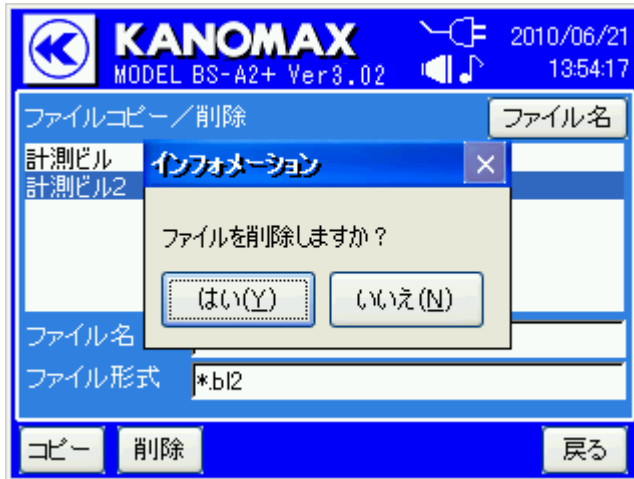 KANOMAX
MODEL BS-A2+ Ver3.02
2010/06/21
13:54:17
ファイルコピー／削除
ファイル名
計測ビル
計測ビル2
インフォメーション
ファイルを削除しますか？
はい(Y)
いいえ(N)
ファイル名
ファイル形式
*.bl2
コピー
削除
戻る